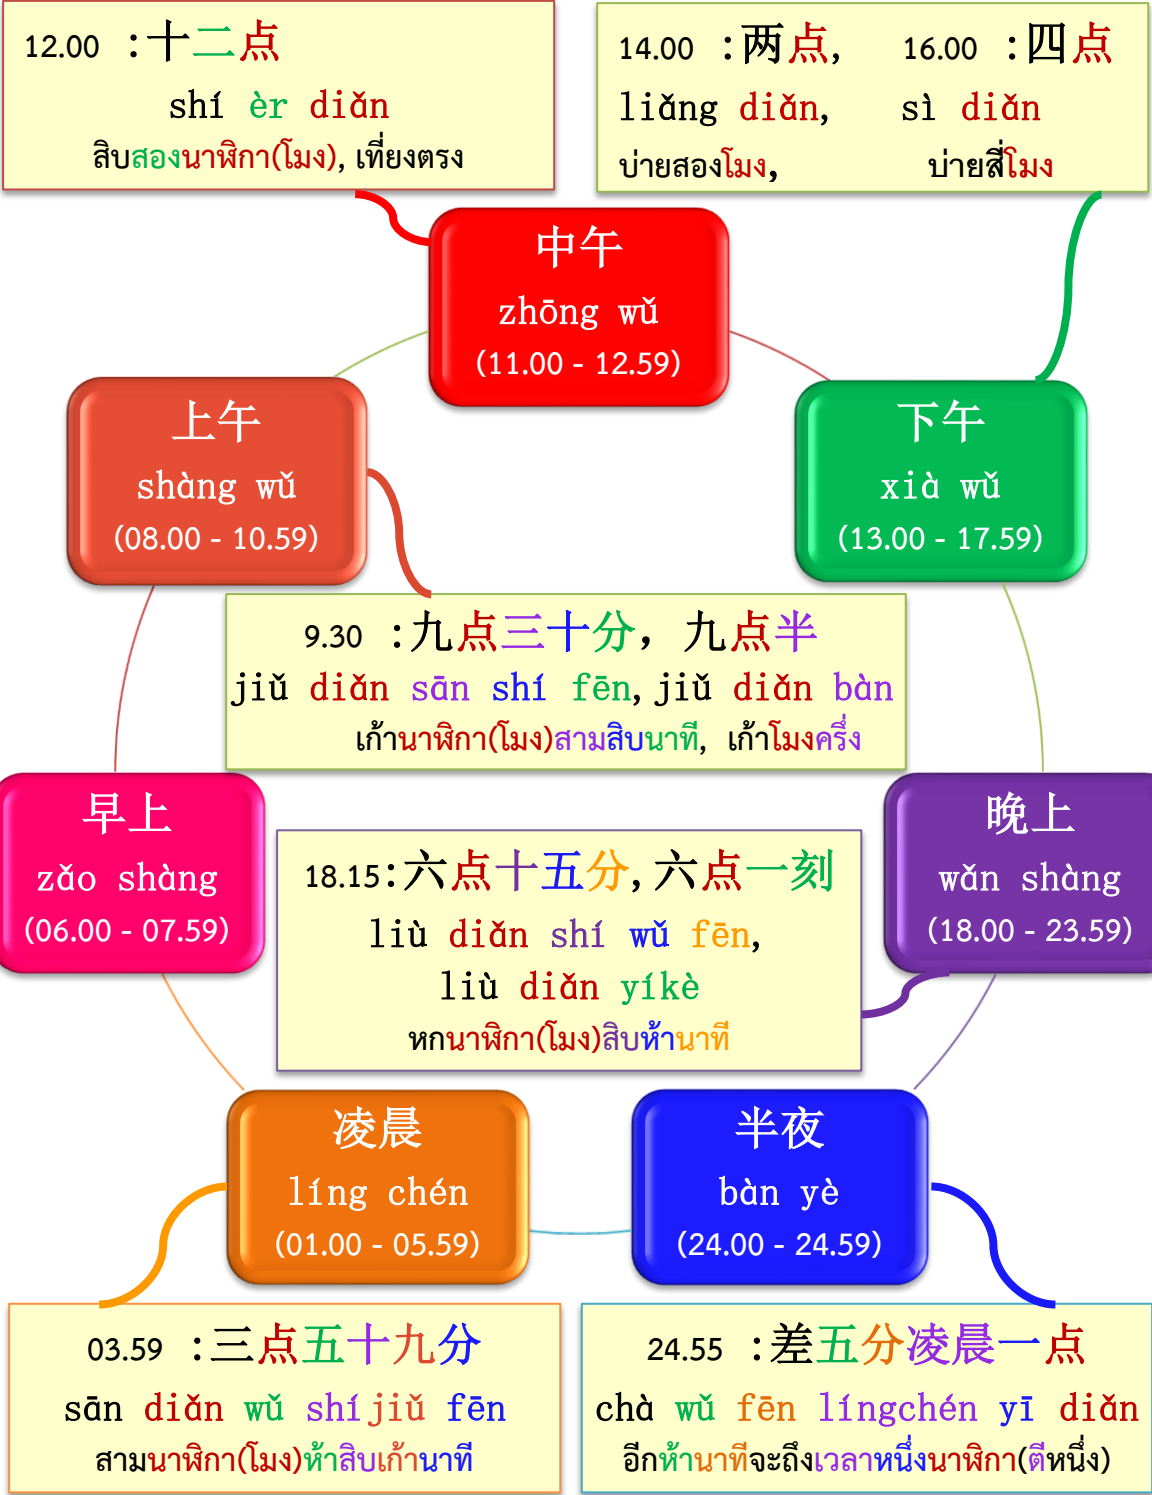 12.00 :十二点
shí èr diǎn
สิบสองนาฬิกา(โมง), เที่ยงตรง
14.00 :两点, 16.00 :四点
liǎng diǎn, sì diǎn
บ่ายสองโมง, บ่ายสี่โมง
中午
zhōng wǔ
(11.00 - 12.59)
上午
shàng wǔ
(08.00 - 10.59)
下午
xià wǔ
(13.00 - 17.59)
9.30 :九点三十分, 九点半
jiǔ diǎn sān shí fēn, jiǔ diǎn bàn
เก้านาฬิกา(โมง)สามสิบนาที, เก้าโมงครึ่ง
早上
zǎo shàng
(06.00 - 07.59)
晚上
wǎn shàng
(18.00 - 23.59)
18.15:六点十五分, 六点一刻
liù diǎn shí wǔ fēn,
liù diǎn yíkè
หกนาฬิกา(โมง)สิบห้านาที
凌晨
líng chén
(01.00 - 05.59)
半夜
bàn yè
(24.00 - 24.59)
03.59 :三点五十九分
sān diǎn wǔ shí jiǔ fēn
สามนาฬิกา(โมง)ห้าสิบเก้านาที
24.55 :差五分凌晨一点
chà wǔ fēn língchén yī diǎn
อีกห้านาทีจะถึงเวลาหนึ่งนาฬิกา(ตีหนึ่ง)